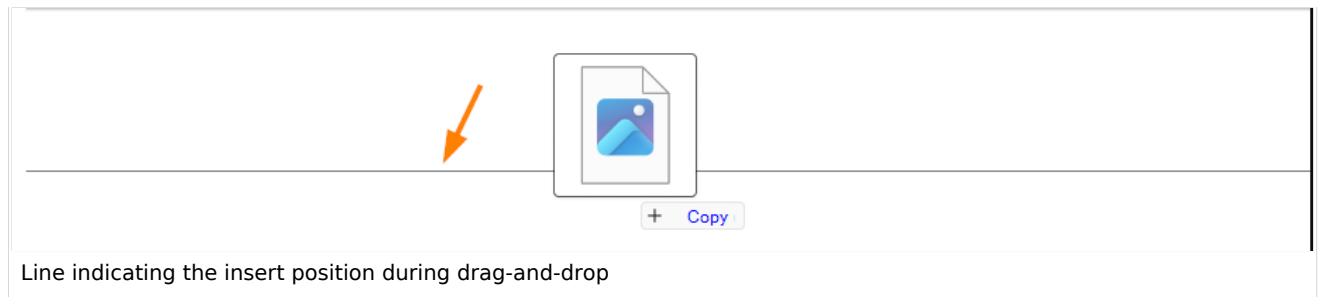 + Copy
Line indicating the insert position during drag-and-drop